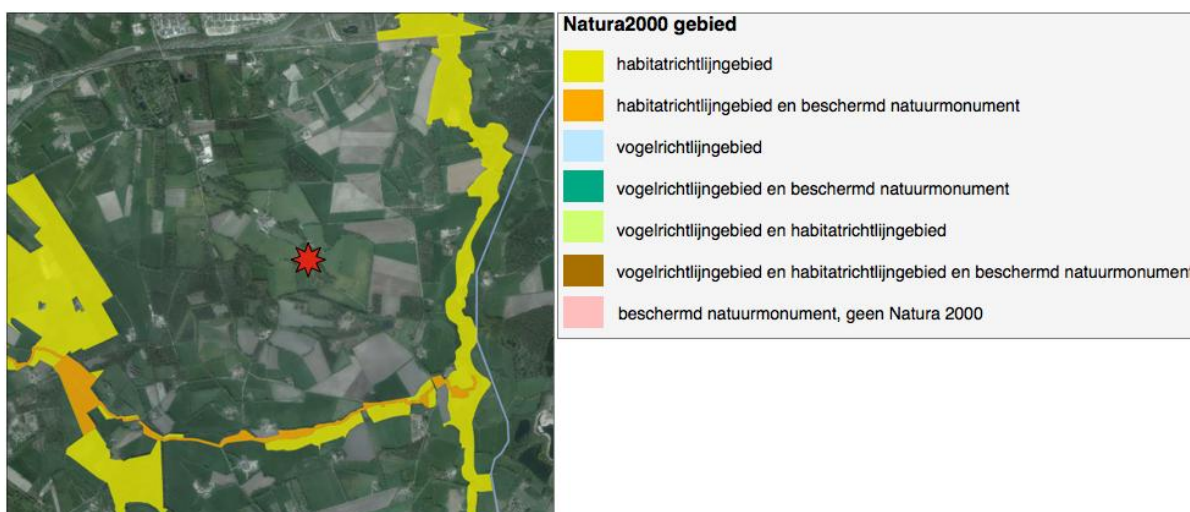 Natura2000 gebied
habitatrichtlijngebied
habitatrichtlijngebied en beschermd natuurmonument
vogelrichtlijngebied
vogelrichtlijngebied en beschermd natuurmonument
vogelrichtlijngebied en habitatrichtlijngebied
vogelrichtlijngebied en habitatrichtlijngebied en beschermd natuurmonument
beschermd natuurmonument, geen Natura 2000